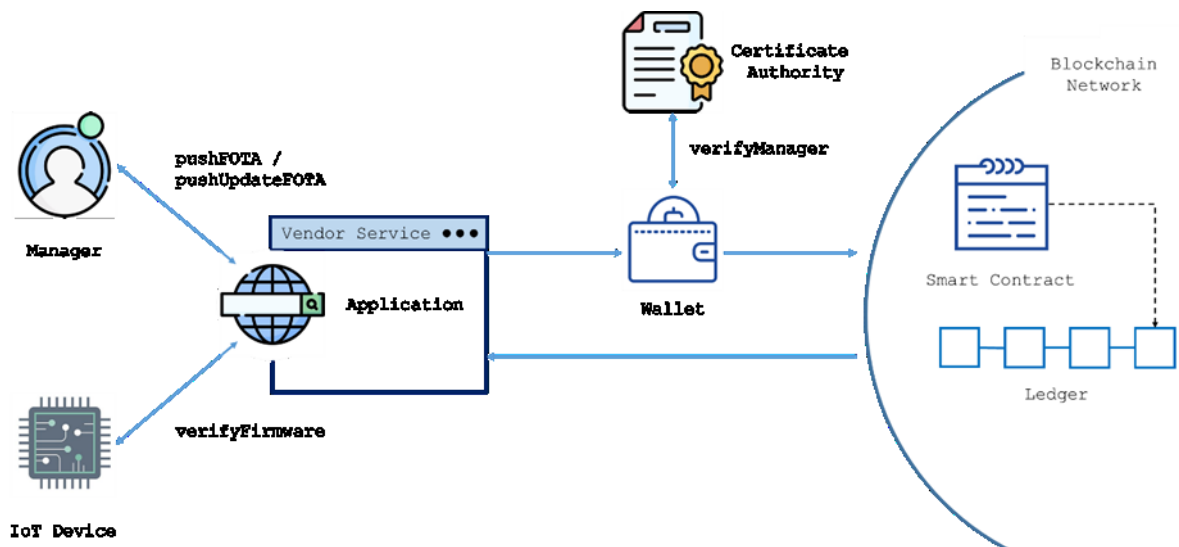 Certificate
Authority
Blockchain
Network
verifyManager
pushFOTA /
pushUpdateFOTA
Vendor Service
Manager
Application
Wallet
Smart Contract
Ledger
verifyFirmware
IoT Device